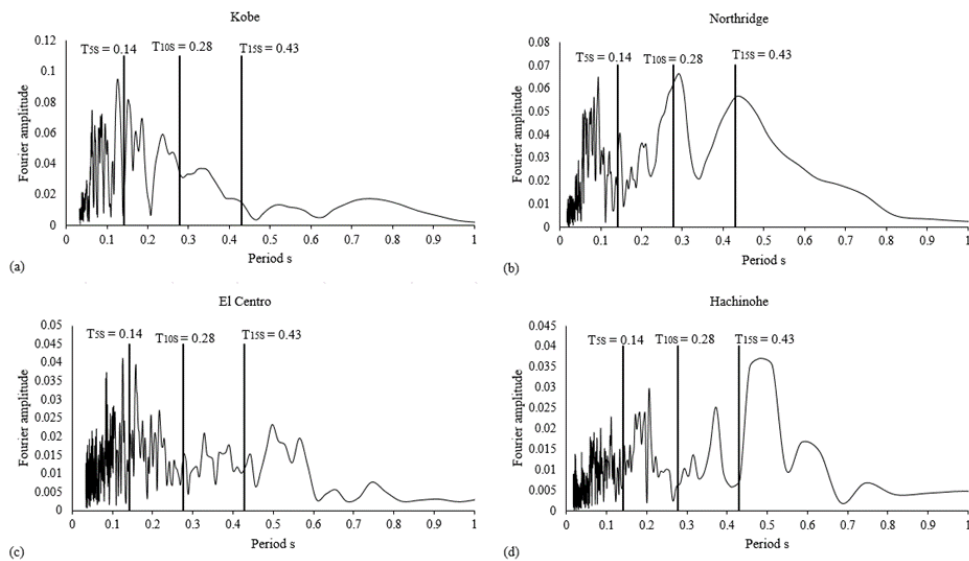 Kobe
0.12
0.1
0.08
0.06
0.04
0.02
0
Fourier amplitude
T5S = 0.14
T10S = 0.28
T15S = 0.43
0 0.1 0.2 0.3 0.4 0.5 0.6 0.7 0.8 0.9 1
Period s
(a)
Northridge
0.08
0.07
0.06
0.05
0.04
0.03
0.02
0.01
0
Fourier amplitude
T5S = 0.14
T10S = 0.28
T15S = 0.43
0 0.1 0.2 0.3 0.4 0.5 0.6 0.7 0.8 0.9 1
Period s
(b)
El Centro
0.05
0.045
0.04
0.035
0.03
0.025
0.02
0.015
0.01
0.005
0
Fourier amplitude
T5S = 0.14
T10S = 0.28
T15S = 0.43
0 0.1 0.2 0.3 0.4 0.5 0.6 0.7 0.8 0.9 1
Period s
(c)
Hachinohe
0.045
0.04
0.035
0.03
0.025
0.02
0.015
0.01
0.005
0
Fourier amplitude
T5S = 0.14
T10S = 0.28
T15S = 0.43
0 0.1 0.2 0.3 0.4 0.5 0.6 0.7 0.8 0.9 1
Period s
(d)